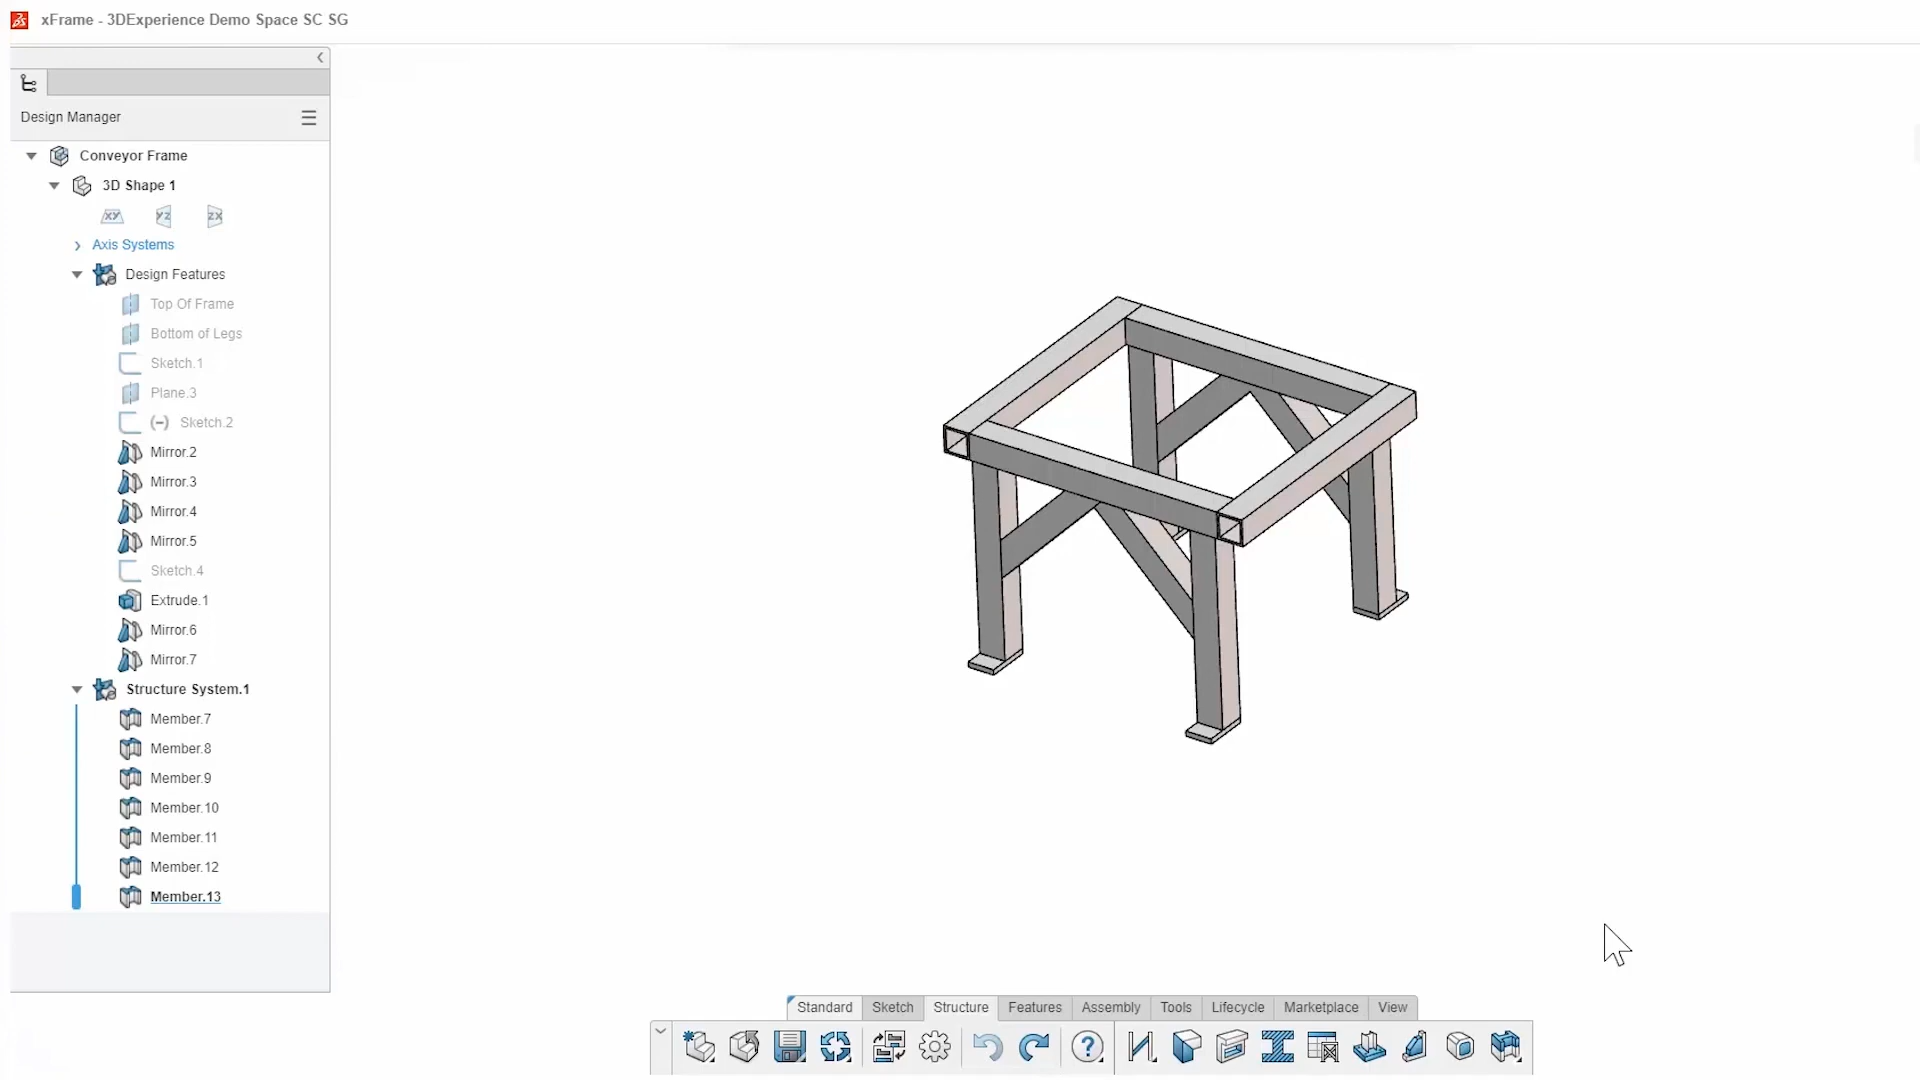 xFrame - 3DExperience Demo Space SC SG
Design Manager
Conveyor Frame
3D Shape 1
XY YZ ZX
Axis Systems
Design Features
Top Of Frame
Bottom of Legs
Sketch.1
Plane.3
(–) Sketch.2
Mirror.2
Mirror.3
Mirror.4
Mirror.5
Sketch.4
Extrude.1
Mirror.6
Mirror.7
Structure System.1
Member.7
Member.8
Member.9
Member.10
Member.11
Member.12
Member.13
Standard Sketch Structure Features Assembly Tools Lifecycle Marketplace View